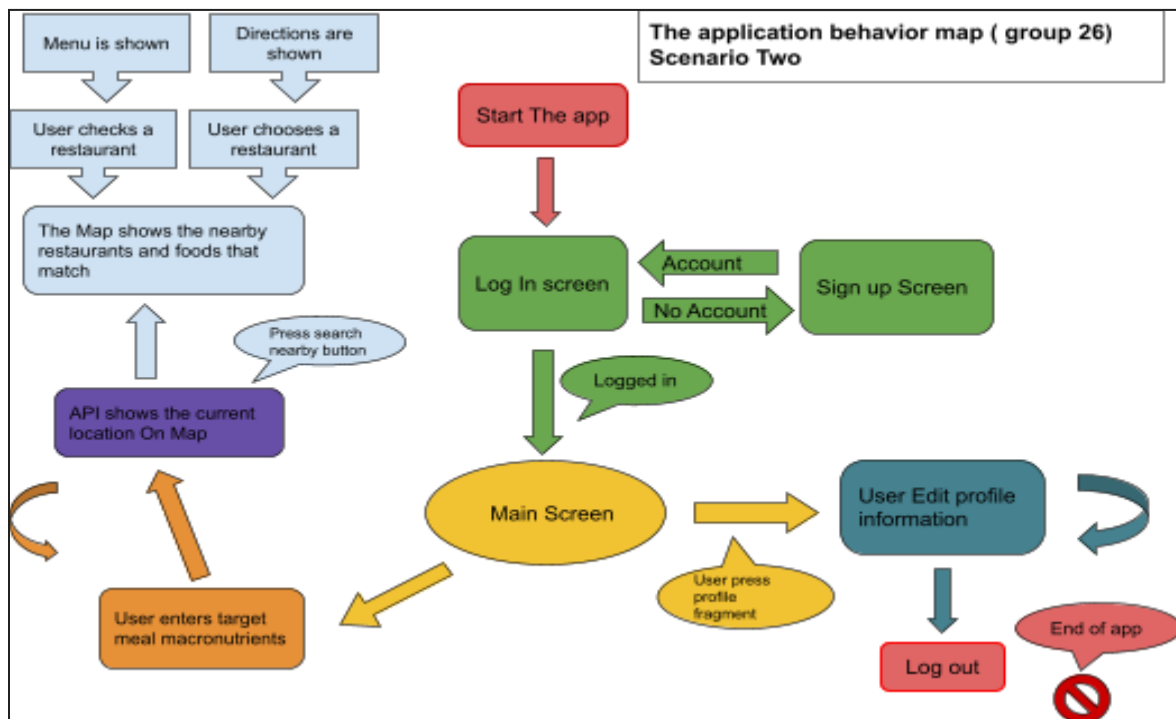 The application behavior map ( group 26)
Scenario Two
Menu is shown
Directions are
shown
User checks a
restaurant
User chooses a
restaurant
The Map shows the nearby
restaurants and foods that
match
Press search
nearby button
API shows the current
location On Map
User enters target
meal macronutrients
Start The app
Log In screen
Account
No Account
Sign up Screen
Logged in
Main Screen
User press
profile
fragment
User Edit profile
information
Log out
End of app